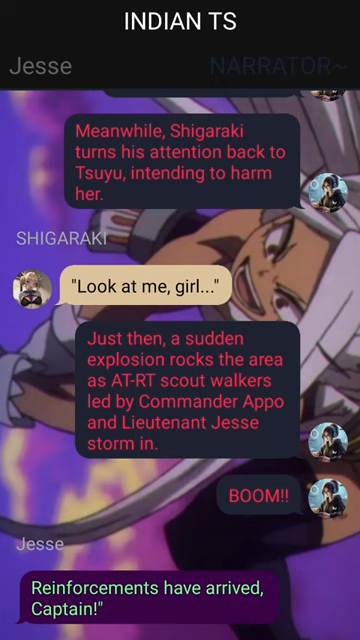 INDIAN TS
Jesse
NARRATOR~
Meanwhile, Shigaraki
turns his attention back to
Tsuyu, intending to harm
her.
SHIGARAKI
"Look at me, girl..."
Just then, a sudden
explosion rocks the area
as AT-RT scout walkers
led by Commander Appo
and Lieutenant Jesse
storm in.
BOOM!!
Jesse
Reinforcements have arrived,
Captain!"